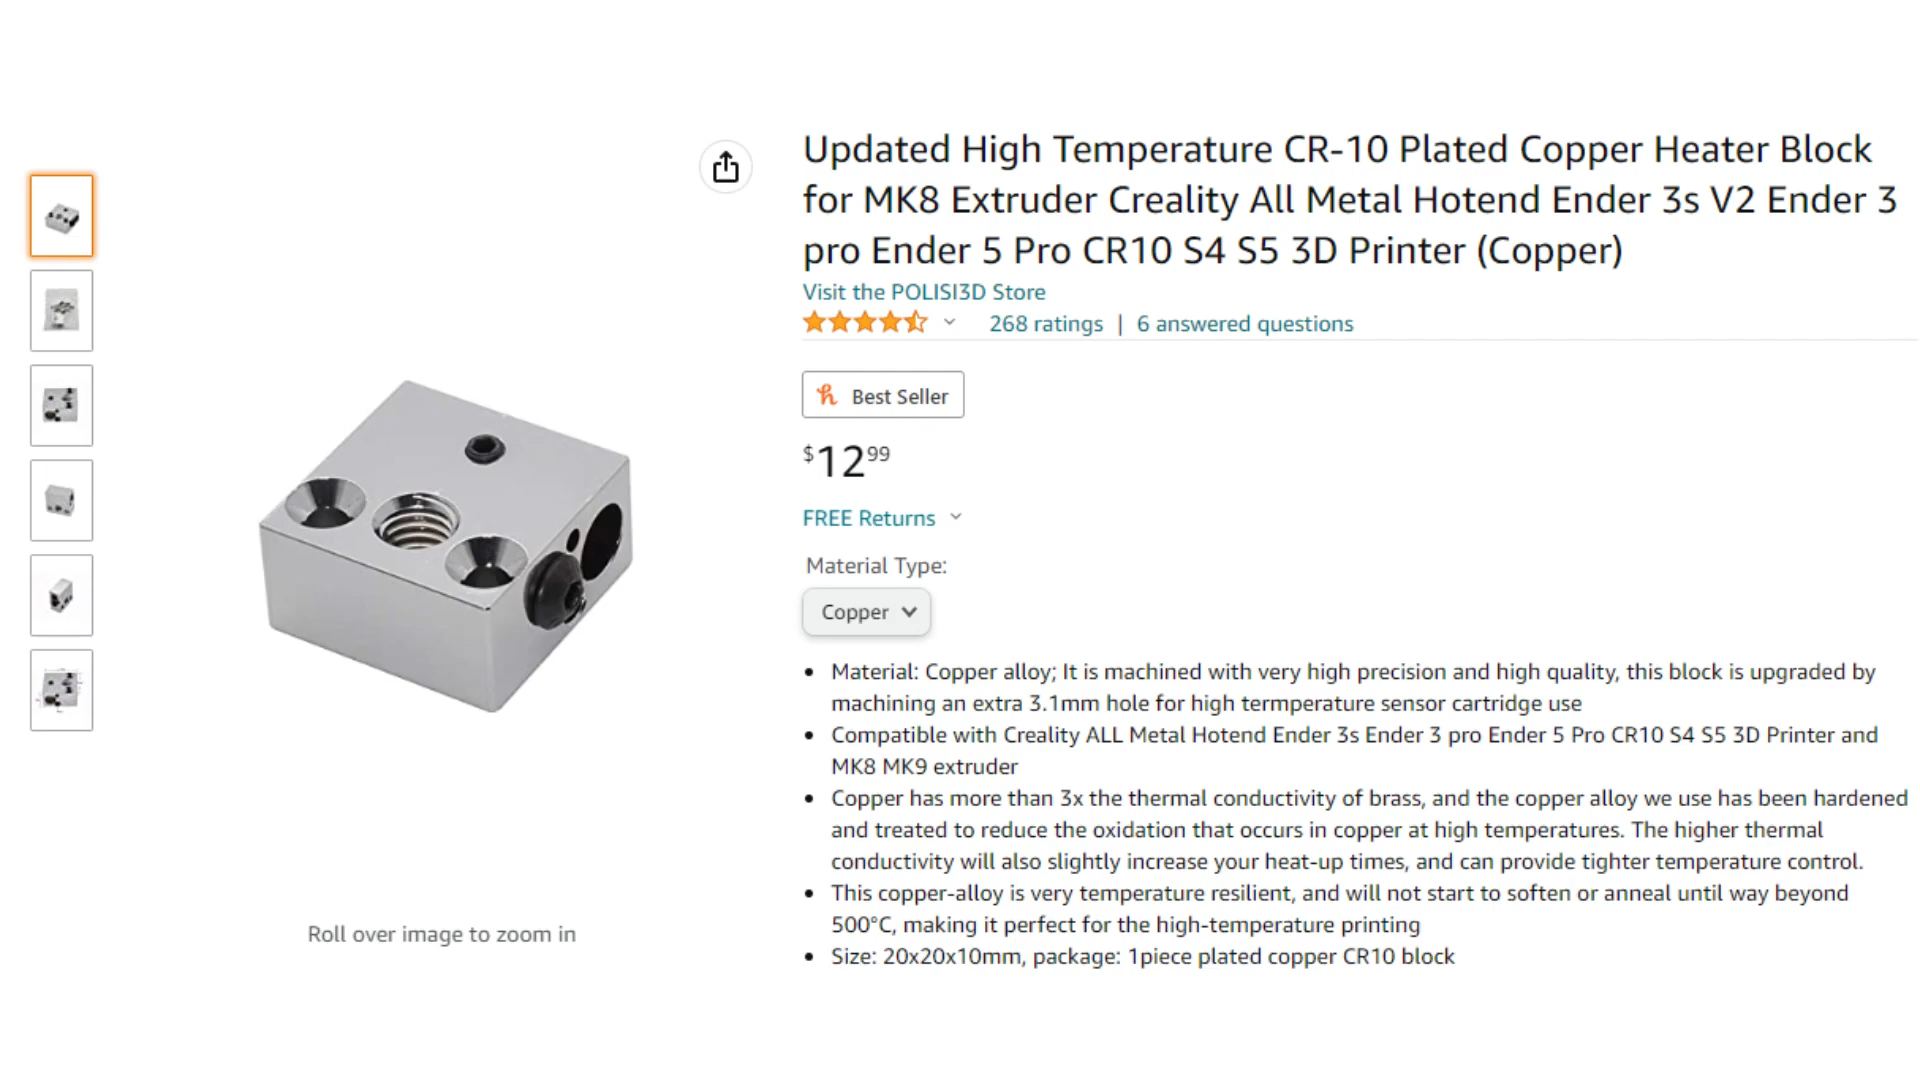 Updated High Temperature CR-10 Plated Copper Heater Block
for MK8 Extruder Creality All Metal Hotend Ender 3s V2 Ender 3
pro Ender 5 Pro CR10 S4 S5 3D Printer (Copper)
Visit the POLISI3D Store
268 ratings | 6 answered questions
Best Seller
$12.99
FREE Returns
Material Type:
Copper
• Material: Copper alloy; It is machined with very high precision and high quality, this block is upgraded by
machining an extra 3.1mm hole for high termperature sensor cartridge use
• Compatible with Creality ALL Metal Hotend Ender 3s Ender 3 pro Ender 5 Pro CR10 S4 S5 3D Printer and
MK8 MK9 extruder
• Copper has more than 3x the thermal conductivity of brass, and the copper alloy we use has been hardened
and treated to reduce the oxidation that occurs in copper at high temperatures. The higher thermal
conductivity will also slightly increase your heat-up times, and can provide tighter temperature control.
• This copper-alloy is very temperature resilient, and will not start to soften or anneal until way beyond
500°C, making it perfect for the high-temperature printing
• Size: 20x20x10mm, package: 1piece plated copper CR10 block
Roll over image to zoom in